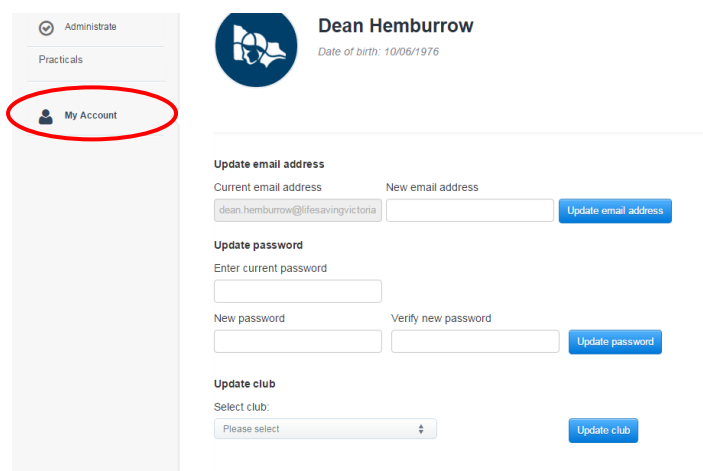 Administrate
Practicals
My Account
Dean Hemburrow
Date of birth: 10/06/1976
Update email address
Current email address New email address
dean.hemburrow@lifesavingvictoria Update email address
Update password
Enter current password
New password Verify new password
Update password
Update club
Select club:
Please select Update club